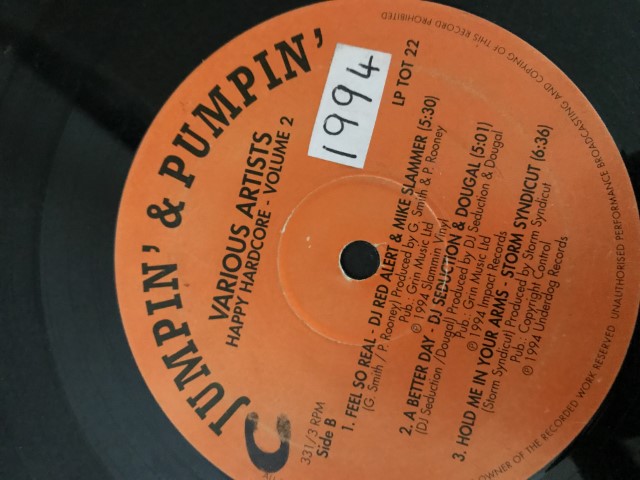 JUMPIN' & PUMPIN'
VARIOUS ARTISTS
HAPPY HARDCORE - VOLUME 2
1994
LP TOT 22
C
331/3 RPM
Side B
1. FEEL SO REAL - DJ RED ALERT & MIKE SLAMMER (5:30)
(G. Smith / P. Rooney) Produced by G. Smith & P. Rooney
Pub.: Grin Music Ltd
℗ 1994 Slammin Vinyl
2. A BETTER DAY - DJ SEDUCTION & DOUGAL (5:01)
(DJ Seduction /Dougal) Produced by DJ Seduction & Dougal
Pub.: Grin Music Ltd
℗ 1994 Impact Records
3. HOLD ME IN YOUR ARMS - STORM SYNDICUT (6:36)
(Storm Syndicut) Produced by Storm Syndicut
Pub.: Copyright Control
℗ 1994 Underdog Records
OWNER OF THE RECORDED WORK RESERVED UNAUTHORISED PERFORMANCE BROADCASTING AND COPYING OF THIS RECORD PROHIBITED